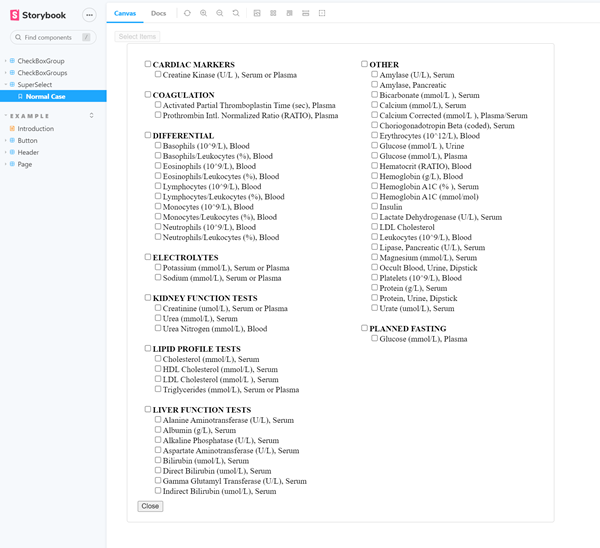 Storybook
Find components
/
CheckBoxGroup
CheckBoxGroups
SuperSelect
Normal Case
EXAMPLE
Introduction
Button
Header
Page
Canvas
Docs
Select Items
CARDIAC MARKERS
Creatine Kinase (U/L ), Serum or Plasma
COAGULATION
Activated Partial Thromboplastin Time (sec), Plasma
Prothrombin Intl. Normalized Ratio (RATIO), Plasma
DIFFERENTIAL
Basophils (10^9/L), Blood
Basophils/Leukocytes (%), Blood
Eosinophils (10^9/L), Blood
Eosinophils/Leukocytes (%), Blood
Lymphocytes (10^9/L), Blood
Lymphocytes/Leukocytes (%), Blood
Monocytes (10^9/L), Blood
Monocytes/Leukocytes (%), Blood
Neutrophils (10^9/L), Blood
Neutrophils/Leukocytes (%), Blood
ELECTROLYTES
Potassium (mmol/L), Serum or Plasma
Sodium (mmol/L), Serum or Plasma
KIDNEY FUNCTION TESTS
Creatinine (umol/L), Serum or Plasma
Urea (mmol/L), Serum
Urea Nitrogen (mmol/L), Blood
LIPID PROFILE TESTS
Cholesterol (mmol/L), Serum
HDL Cholesterol (mmol/L), Serum
LDL Cholesterol (mmol/L ), Serum
Triglycerides (mmol/L), Serum or Plasma
LIVER FUNCTION TESTS
Alanine Aminotransferase (U/L), Serum
Albumin (g/L), Serum
Alkaline Phosphatase (U/L), Serum
Aspartate Aminotransferase (U/L), Serum
Bilirubin (umol/L), Serum
Direct Bilirubin (umol/L), Serum
Gamma Glutamyl Transferase (U/L), Serum
Indirect Bilirubin (umol/L), Serum
OTHER
Amylase (U/L), Serum
Amylase, Pancreatic
Bicarbonate (mmol/L ), Serum
Calcium (mmol/L), Serum
Calcium Corrected (mmol/L ), Plasma/Serum
Choriogonadotropin Beta (coded), Serum
Erythrocytes (10^12/L), Blood
Glucose (mmol/L ), Urine
Glucose (mmol/L), Plasma
Hematocrit (RATIO), Blood
Hemoglobin (g/L), Blood
Hemoglobin A1C (% ), Serum
Hemoglobin A1C (mmol/mol)
Insulin
Lactate Dehydrogenase (U/L), Serum
LDL Cholesterol
Leukocytes (10^9/L), Blood
Lipase, Pancreatic (U/L), Serum
Magnesium (mmol/L), Serum
Occult Blood, Urine, Dipstick
Platelets (10^9/L), Blood
Protein (g/L), Serum
Protein, Urine, Dipstick
Urate (umol/L), Serum
PLANNED FASTING
Glucose (mmol/L), Plasma
Close